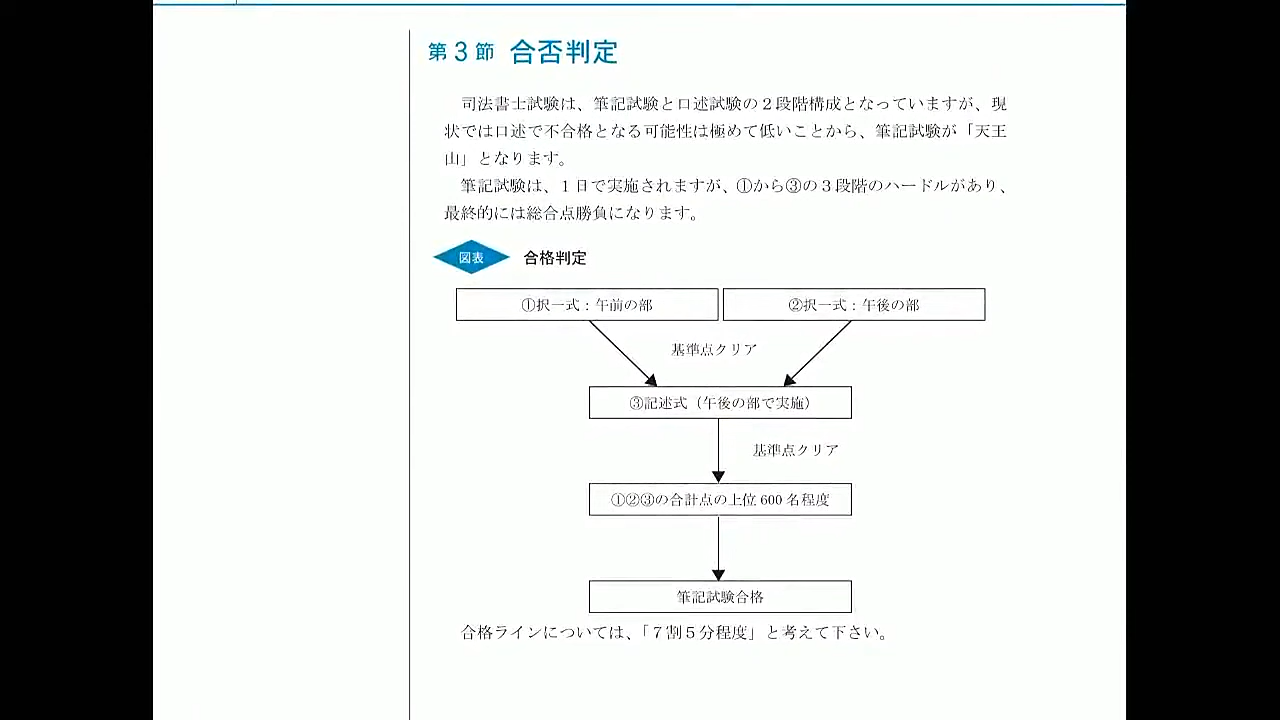 第3節 合否判定
司法書士試験は、筆記試験と口述試験の２段階構成となっていますが、現
状では口述で不合格となる可能性は極めて低いことから、筆記試験が「天王
山」となります。
筆記試験は、１日で実施されますが、①から③の３段階のハードルがあり、
最終的には総合点勝負になります。
図表 合格判定
①択一式：午前の部 ②択一式：午後の部
基準点クリア
③記述式（午後の部で実施）
基準点クリア
①②③の合計点の上位600名程度
筆記試験合格
合格ラインについては、「７割５分程度」と考えて下さい。